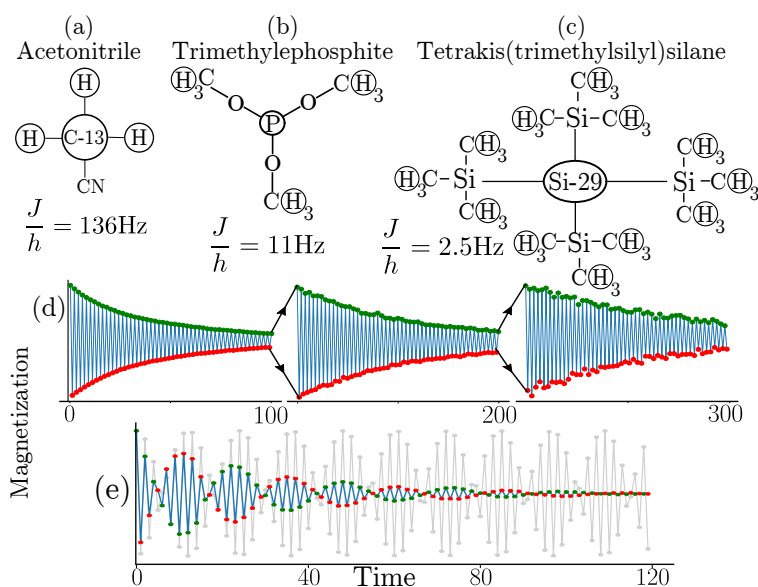 (a)
Acetonitrile
H
H C-13 H
CN
J/h = 136Hz
(b)
Trimethylephosphite
H₃C CH₃
O O
P
O
CH₃
J/h = 11Hz
(c)
Tetrakis(trimethylsilyl)silane
CH₃
H₃C Si CH₃
CH₃ CH₃
H₃C Si Si-29 Si CH₃
CH₃ CH₃
H₃C Si CH₃
CH₃
J/h = 2.5Hz
(d)
0 100 200 300
Magnetization
(e)
0 40 80 120
Time